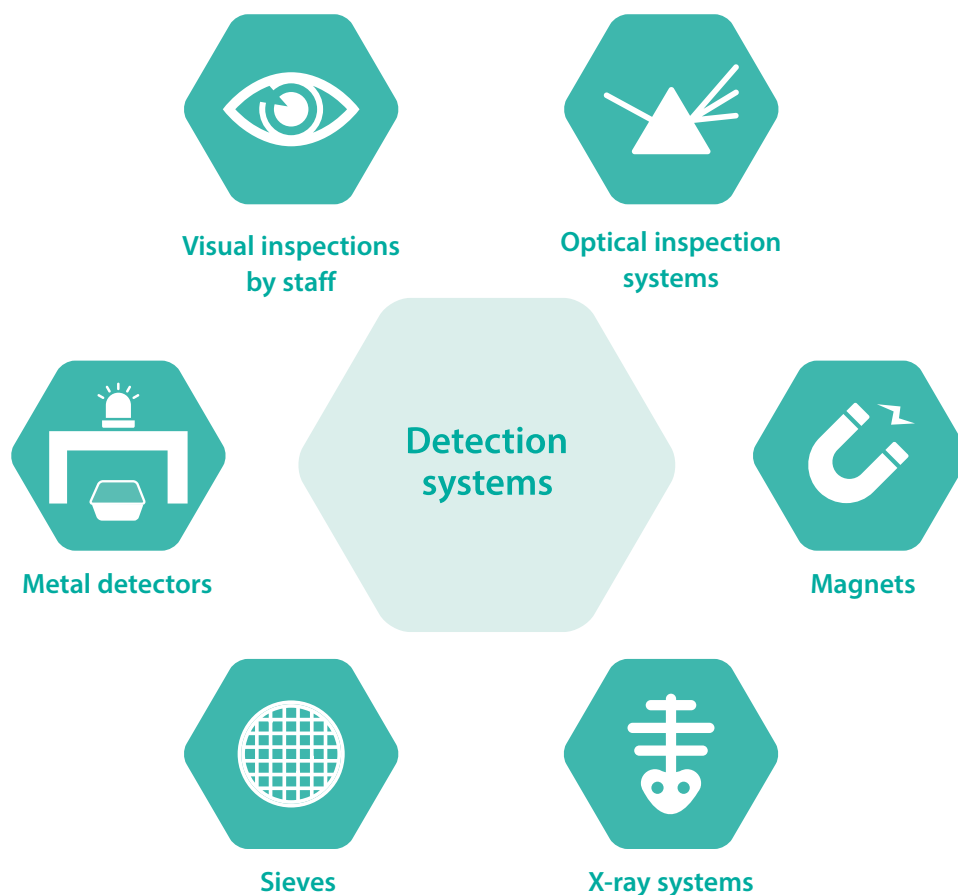 Visual inspections
by staff
Optical inspection
systems
Detection
systems
Metal detectors
Magnets
Sieves
X-ray systems